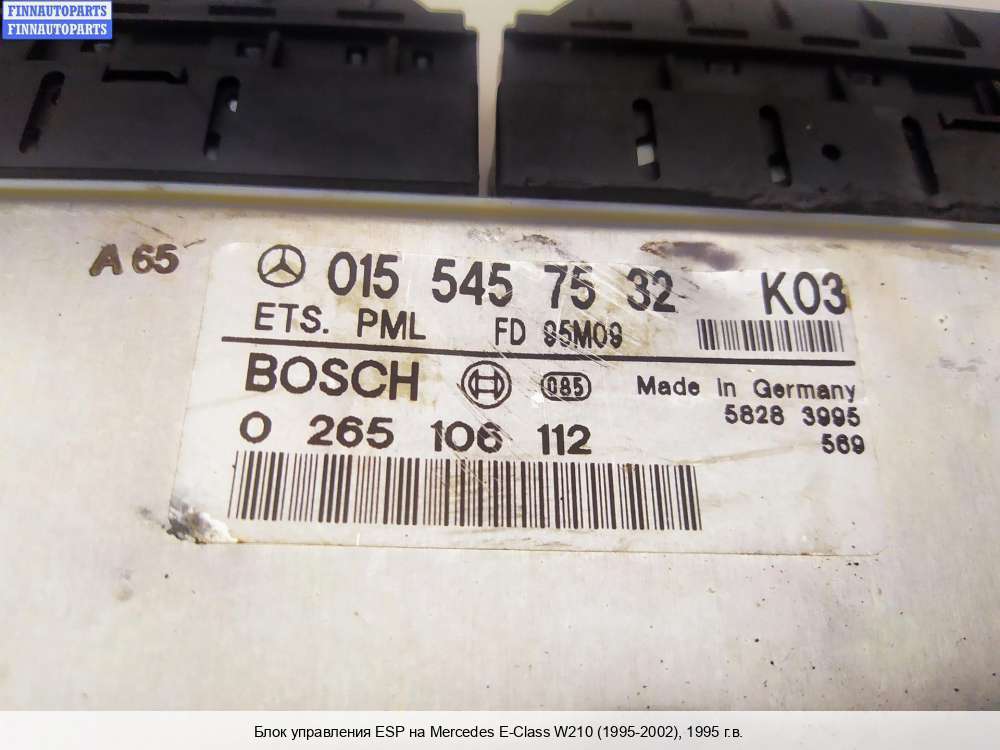 FINNAUTOPARTS
FINNAUTOPARTS
A 65
015 545 75 32 K03
ETS. PML FD 95M09
BOSCH 085 Made in Germany
5828 3995
0 265 106 112 569
Блок управления ESP на Mercedes E-Class W210 (1995-2002), 1995 г.в.